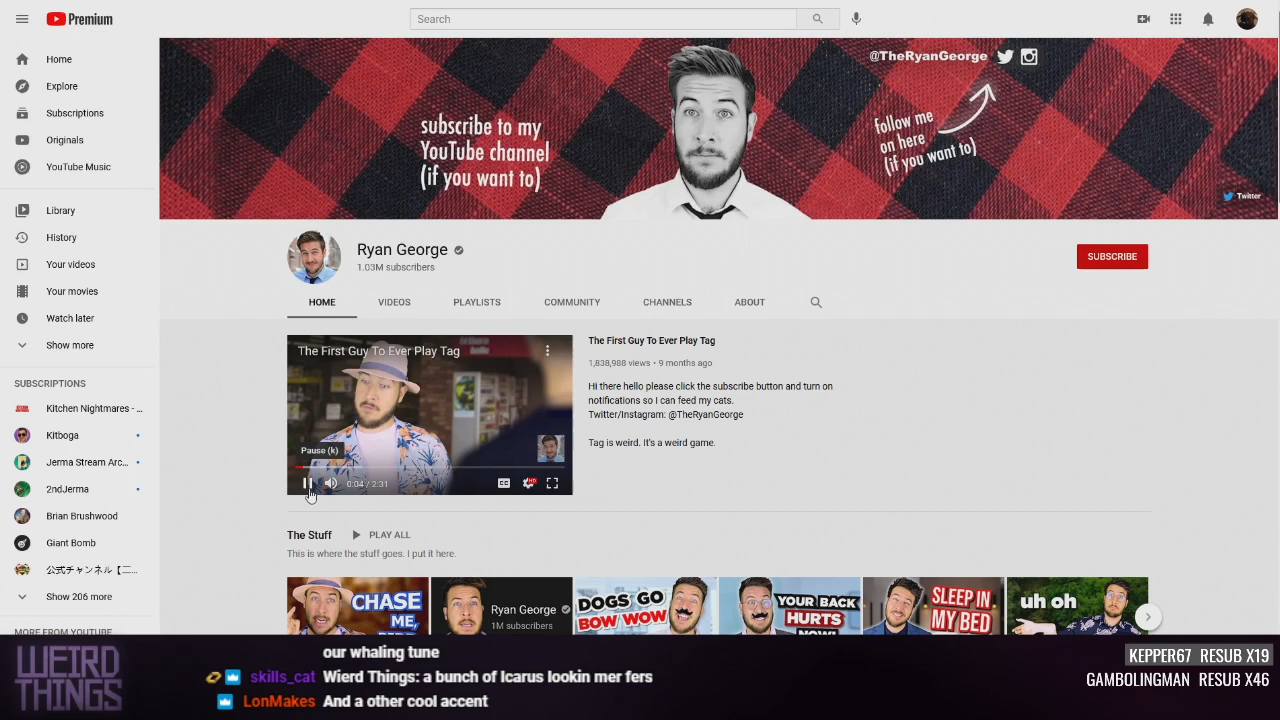 Premium
Search
Home
Explore
Subscriptions
Originals
YouTube Music
Library
History
Your videos
Your movies
Watch later
Show more
SUBSCRIPTIONS
Kitchen Nightmares - ...
Kitboga
Jerma Stream Arc...
2ndJerma
Brian Brushwood
Giant Bomb
公式チャンネル【二...
Show 206 more
MORE FROM YOUTUBE
@TheRyanGeorge
subscribe to my
YouTube channel
(if you want to)
follow me
on here
(if you want to)
Twitter
Ryan George
1.03M subscribers
SUBSCRIBE
HOME
VIDEOS
PLAYLISTS
COMMUNITY
CHANNELS
ABOUT
The First Guy To Ever Play Tag
Pause (k)
0:04 / 2:31
CC
HD
The First Guy To Ever Play Tag
1,838,988 views • 9 months ago
Hi there hello please click the subscribe button and turn on
notifications so I can feed my cats.
Twitter/Instagram: @TheRyanGeorge
Tag is weird. It's a weird game.
The Stuff
PLAY ALL
This is where the stuff goes. I put it here.
CHASE
ME,
Ryan George
1M subscribers
DOGS GO
BOW WOW
YOUR BACK
HURTS
NOW!
SLEEP IN
MY BED
uh oh
WEIRD
THINGS
our whaling tune
skills_cat Wierd Things: a bunch of Icarus lookin mer fers
LonMakes And a other cool accent
KEPPER67 RESUB X19
GAMBOLINGMAN RESUB X46